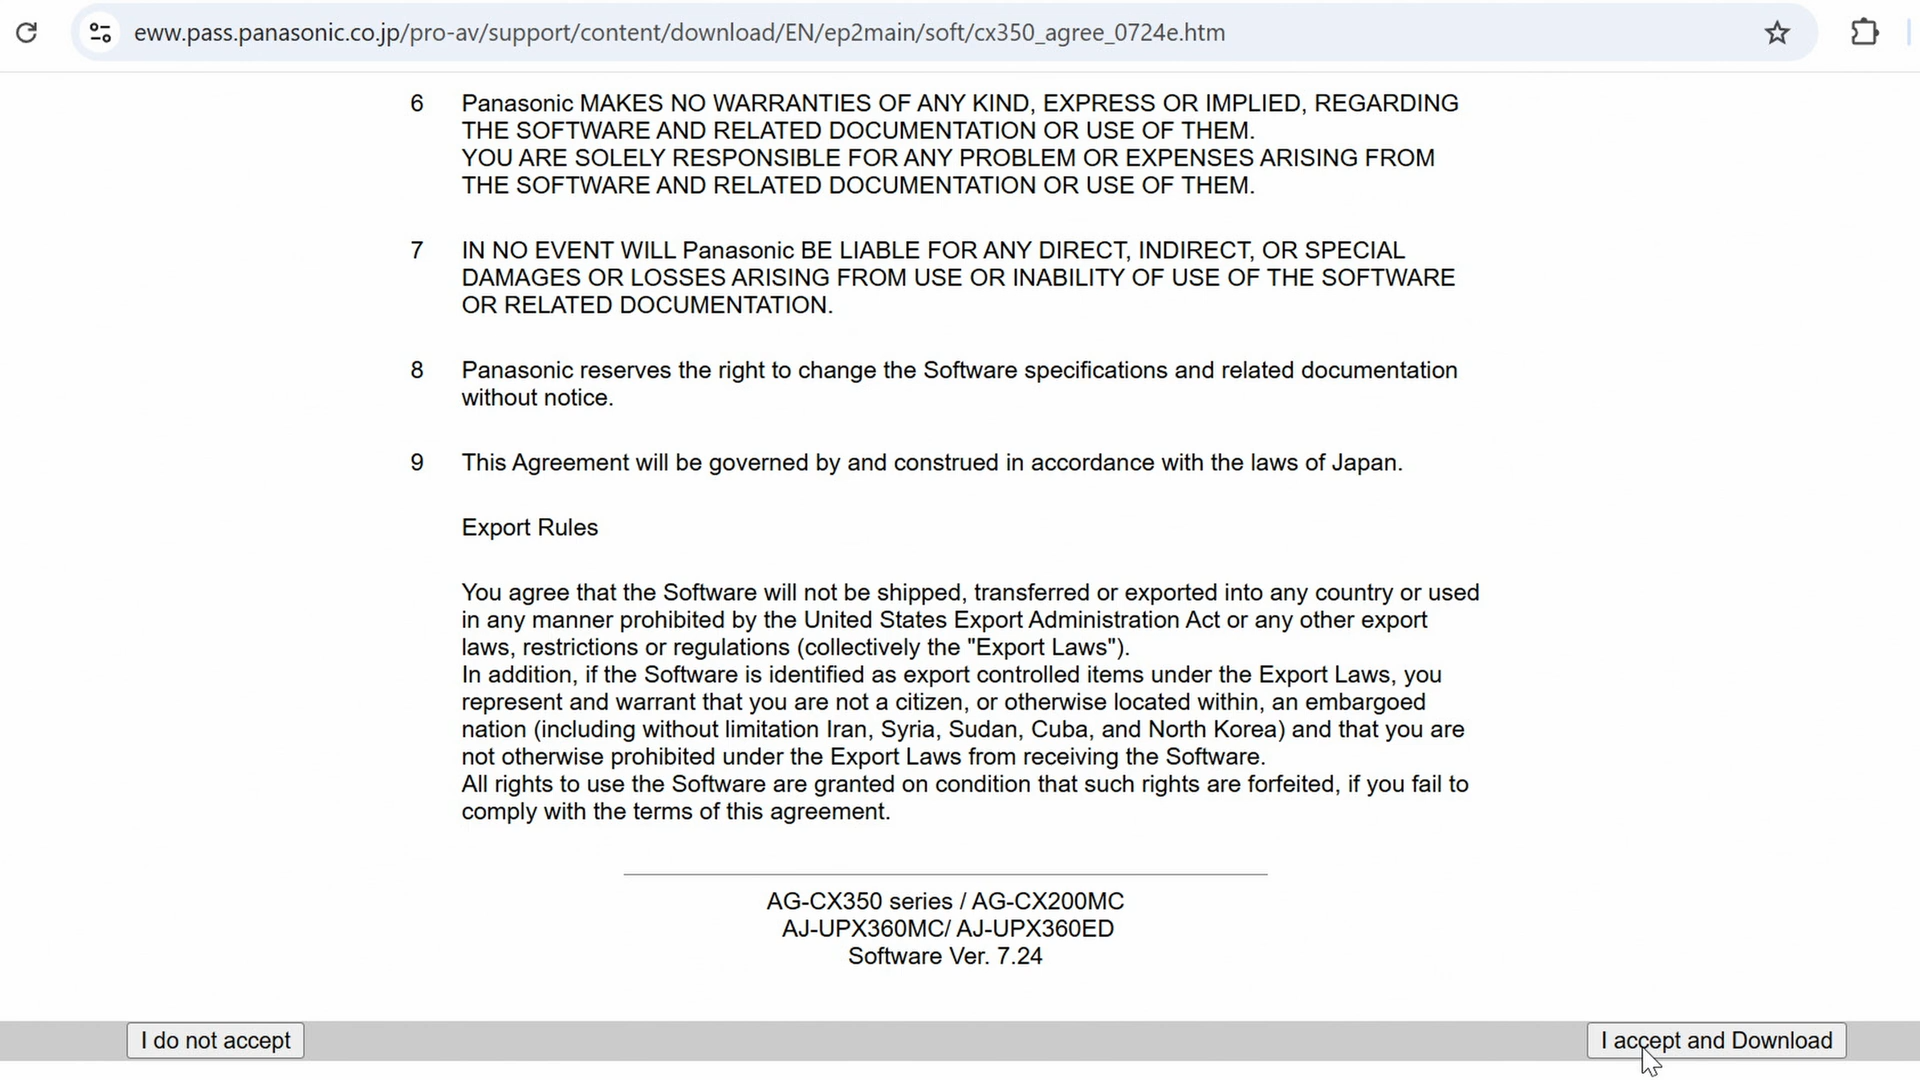 eww.pass.panasonic.co.jp/pro-av/support/content/download/EN/ep2main/soft/cx350_agree_0724e.htm
6 Panasonic MAKES NO WARRANTIES OF ANY KIND, EXPRESS OR IMPLIED, REGARDING
THE SOFTWARE AND RELATED DOCUMENTATION OR USE OF THEM.
YOU ARE SOLELY RESPONSIBLE FOR ANY PROBLEM OR EXPENSES ARISING FROM
THE SOFTWARE AND RELATED DOCUMENTATION OR USE OF THEM.
7 IN NO EVENT WILL Panasonic BE LIABLE FOR ANY DIRECT, INDIRECT, OR SPECIAL
DAMAGES OR LOSSES ARISING FROM USE OR INABILITY OF USE OF THE SOFTWARE
OR RELATED DOCUMENTATION.
8 Panasonic reserves the right to change the Software specifications and related documentation
without notice.
9 This Agreement will be governed by and construed in accordance with the laws of Japan.
Export Rules
You agree that the Software will not be shipped, transferred or exported into any country or used
in any manner prohibited by the United States Export Administration Act or any other export
laws, restrictions or regulations (collectively the "Export Laws").
In addition, if the Software is identified as export controlled items under the Export Laws, you
represent and warrant that you are not a citizen, or otherwise located within, an embargoed
nation (including without limitation Iran, Syria, Sudan, Cuba, and North Korea) and that you are
not otherwise prohibited under the Export Laws from receiving the Software.
All rights to use the Software are granted on condition that such rights are forfeited, if you fail to
comply with the terms of this agreement.
AG-CX350 series / AG-CX200MC
AJ-UPX360MC/ AJ-UPX360ED
Software Ver. 7.24
I do not accept
I accept and Download